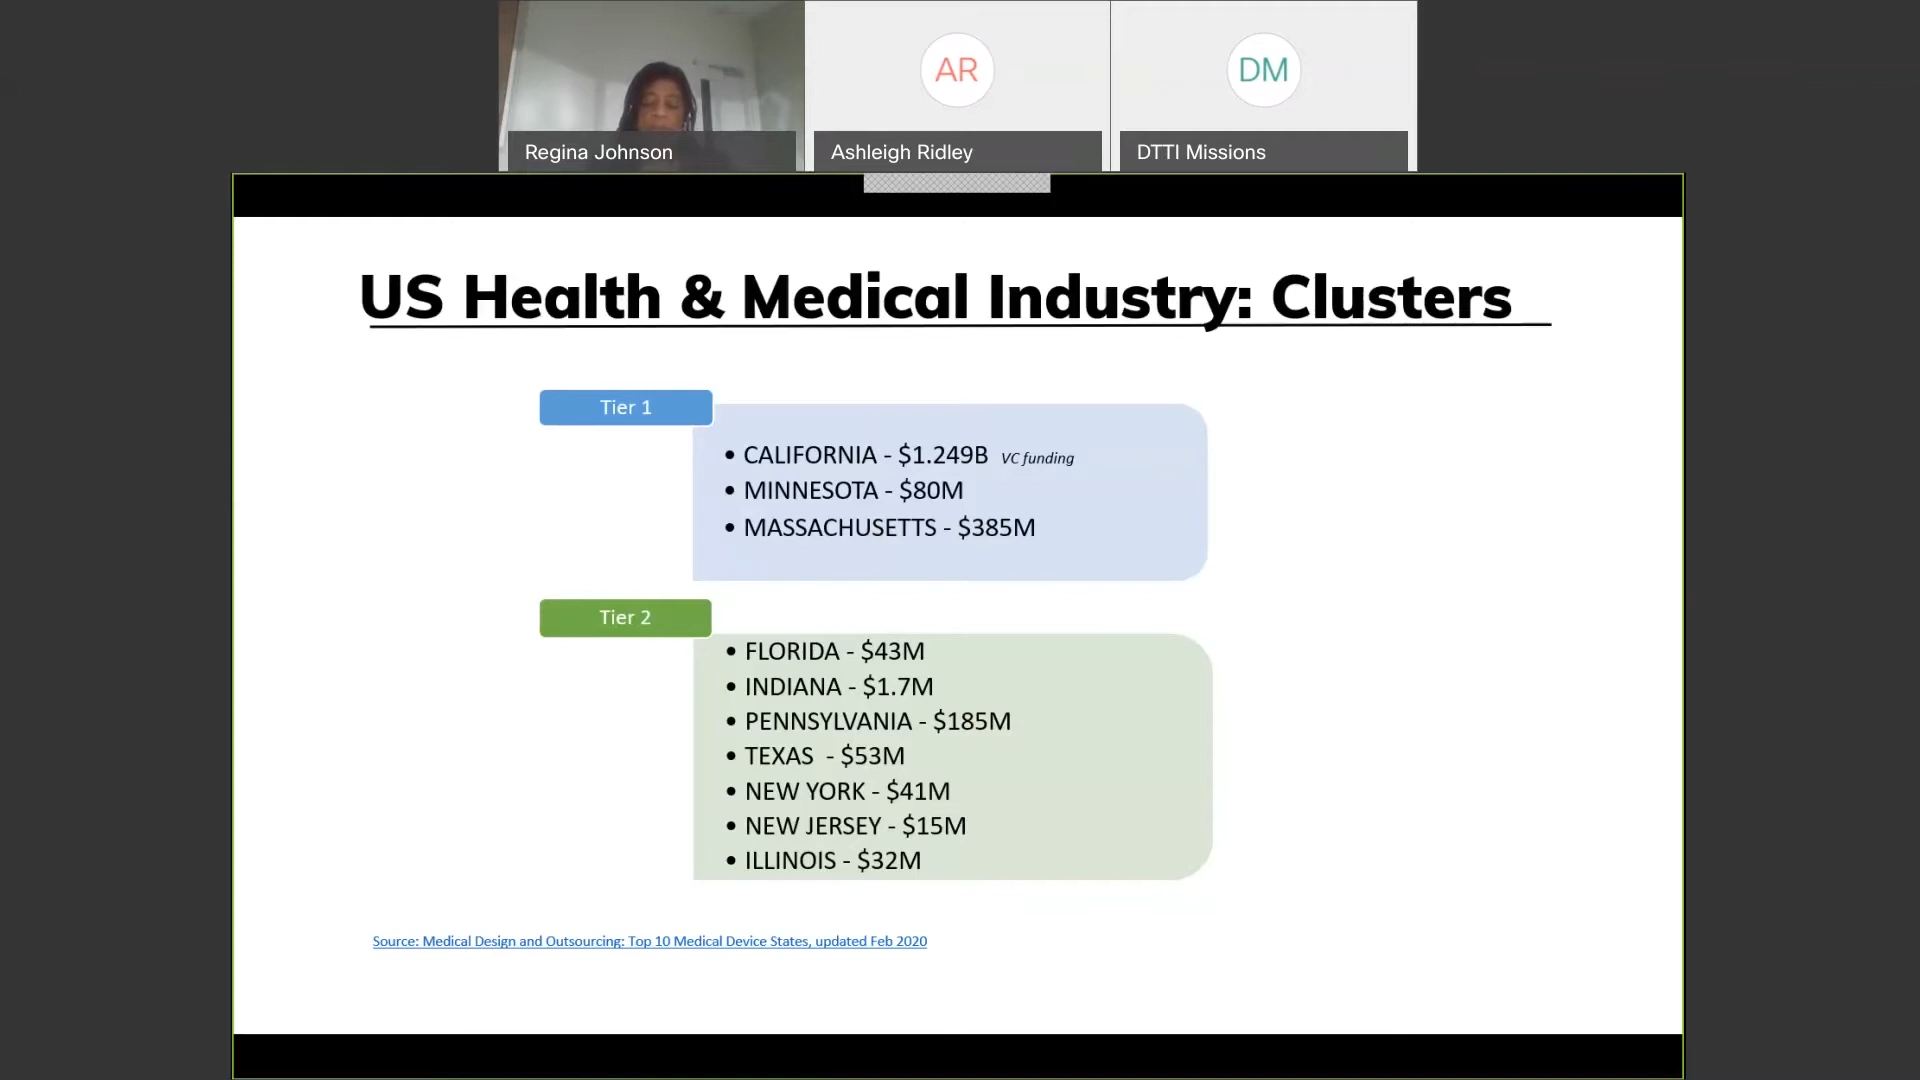 AR
DM
Regina Johnson
Ashleigh Ridley
DTTI Missions
US Health & Medical Industry: Clusters
Tier 1
• CALIFORNIA - $1.249B VC funding
• MINNESOTA - $80M
• MASSACHUSETTS - $385M
Tier 2
• FLORIDA - $43M
• INDIANA - $1.7M
• PENNSYLVANIA - $185M
• TEXAS  - $53M
• NEW YORK - $41M
• NEW JERSEY - $15M
• ILLINOIS - $32M
Source: Medical Design and Outsourcing: Top 10 Medical Device States, updated Feb 2020